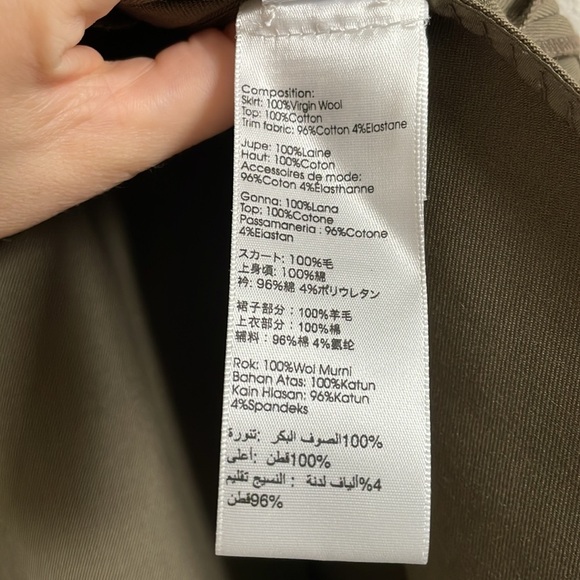 Composition:
Skirt: 100%Virgin Wool
Top: 100%Cotton
Trim fabric: 96%Cotton 4%Elastane
Jupe: 100%Laine
Haut: 100%Coton
Accessoires de mode:
96%Coton 4%Élasthanne
Gonna: 100%Lana
Top: 100%Cotone
Passamaneria : 96%Cotone
4%Elastan
スカート: 100%毛
上身頃: 100%綿
衿: 96%綿 4%ポリウレタン
裙子部分：100%羊毛
上衣部分：100%棉
辅料：96%棉 4%氨纶
Rok: 100%Wol Murni
Bahan Atas: 100%Katun
Kain Hiasan: 96%Katun
4%Spandeks
100%الصوف البكر :تنورة
100%قطن: أعلى
4%ألياف لدنة : النسيج تقليم
96%قطن